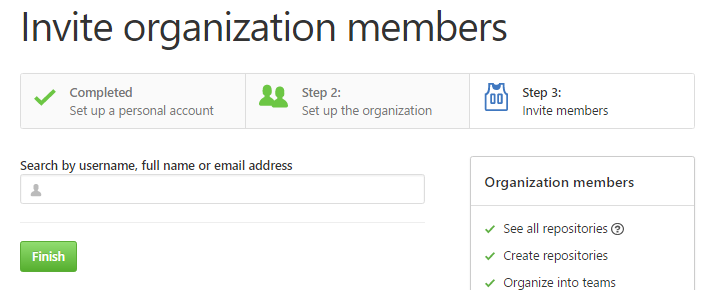 Invite organization members
Completed
Set up a personal account
Step 2:
Set up the organization
Step 3:
Invite members
Search by username, full name or email address
Finish
Organization members
See all repositories
Create repositories
Organize into teams